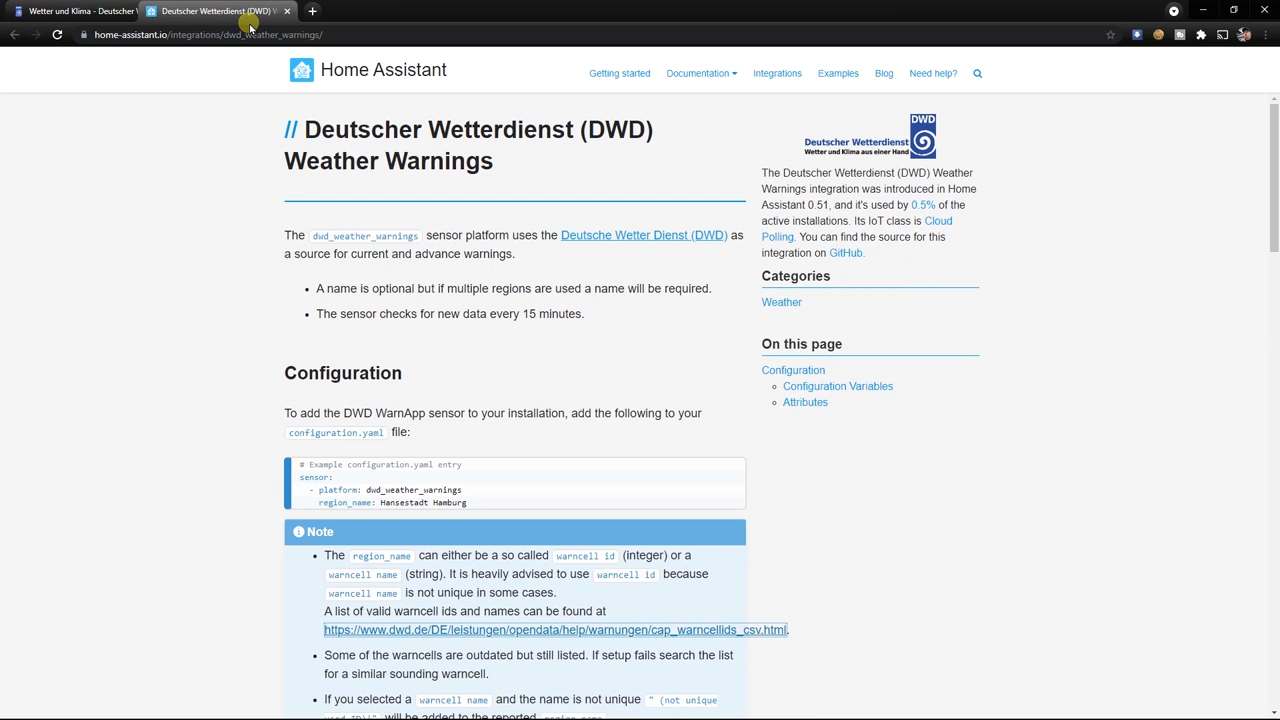 Wetter und Klima - Deutscher
Deutscher Wetterdienst (DWD) W
home-assistant.io/integrations/dwd_weather_warnings/
Home Assistant
Getting started
Documentation
Integrations
Examples
Blog
Need help?
// Deutscher Wetterdienst (DWD)
Weather Warnings
The dwd_weather_warnings sensor platform uses the Deutsche Wetter Dienst (DWD) as
a source for current and advance warnings.
• A name is optional but if multiple regions are used a name will be required.
• The sensor checks for new data every 15 minutes.
Configuration
To add the DWD WarnApp sensor to your installation, add the following to your
configuration.yaml file:
# Example configuration.yaml entry
sensor:
- platform: dwd_weather_warnings
region_name: Hansestadt Hamburg
Note
• The region_name can either be a so called warncell id (integer) or a
warncell name (string). It is heavily advised to use warncell id because
warncell name is not unique in some cases.
A list of valid warncell ids and names can be found at
https://www.dwd.de/DE/leistungen/opendata/help/warnungen/cap_warncellids_csv.html.
• Some of the warncells are outdated but still listed. If setup fails search the list
for a similar sounding warncell.
• If you selected a warncell name and the name is not unique " (not unique
used ID)!" will be added to the reported region_name
DWD
Deutscher Wetterdienst
Wetter und Klima aus einer Hand
The Deutscher Wetterdienst (DWD) Weather
Warnings integration was introduced in Home
Assistant 0.51, and it's used by 0.5% of the
active installations. Its IoT class is Cloud
Polling. You can find the source for this
integration on GitHub.
Categories
Weather
On this page
Configuration
Configuration Variables
Attributes